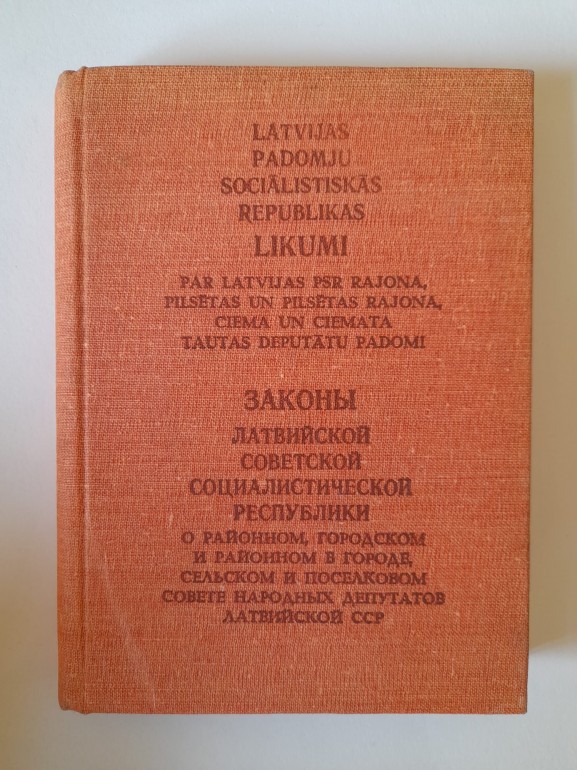 LATVIJAS
PADOMJU
SOCIĀLISTISKĀS
REPUBLIKAS
LIKUMI
PAR LATVIJAS PSR RAJONA,
PILSĒTAS UN PILSĒTAS RAJONA,
CIEMA UN CIEMATA
TAUTAS DEPUTĀTU PADOMI
ЗАКОНЫ
ЛАТВИЙСКОЙ
СОВЕТСКОЙ
СОЦИАЛИСТИЧЕСКОЙ
РЕСПУБЛИКИ
О РАЙОННОМ, ГОРОДСКОМ
И РАЙОННОМ В ГОРОДЕ,
СЕЛЬСКОМ И ПОСЕЛКОВОМ
СОВЕТЕ НАРОДНЫХ ДЕПУТАТОВ
ЛАТВИЙСКОЙ ССР